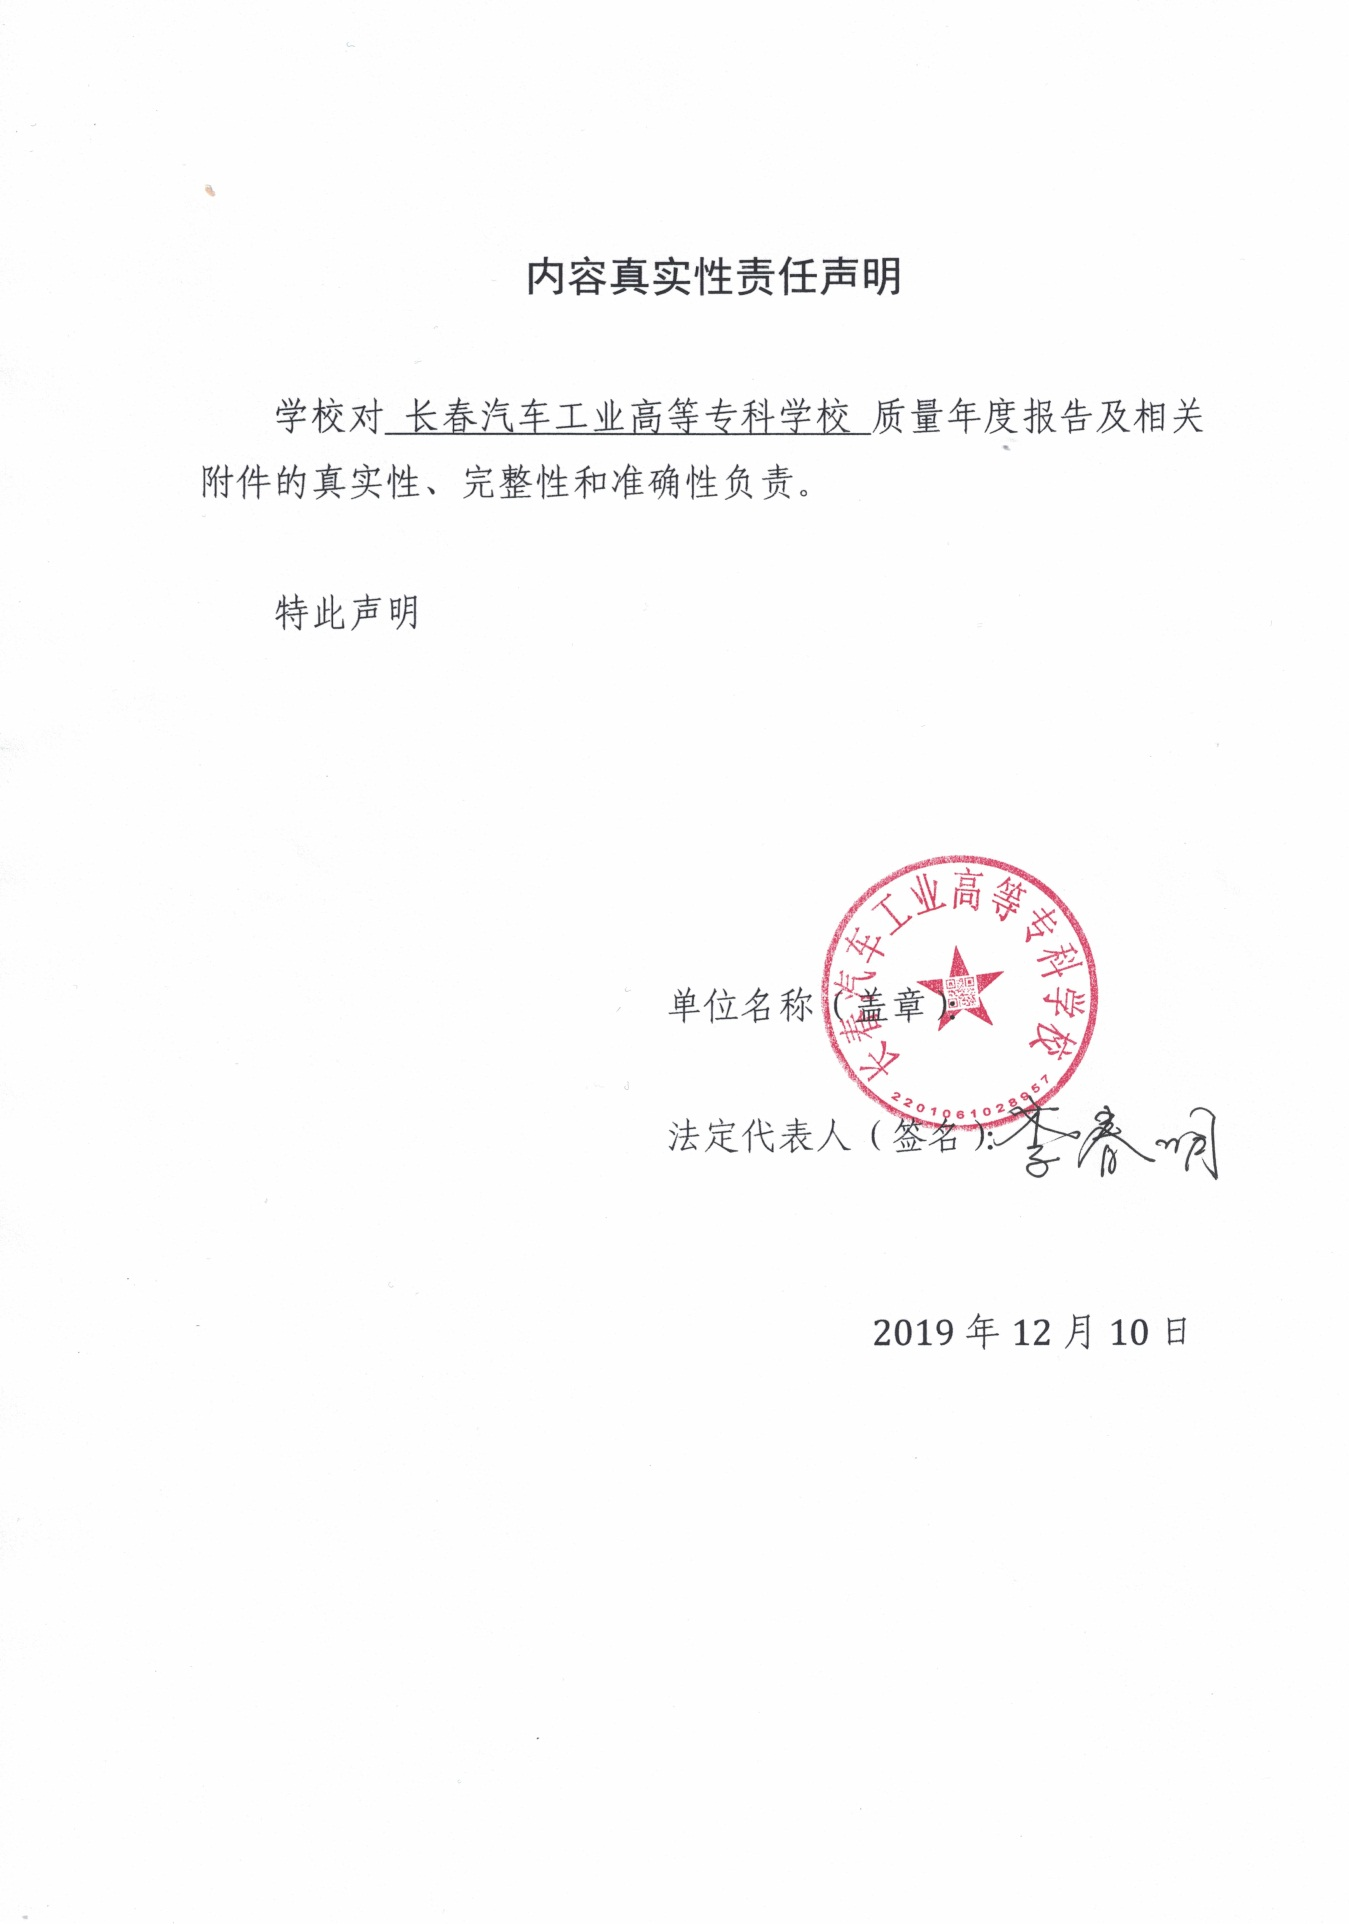 内容真实性责任声明
学校对 长春汽车工业高等专科学校 质量年度报告及相关
附件的真实性、完整性和准确性负责。
特此声明
长春汽车工业高等专科学校
单位名称（盖章）:
2201061028957
法定代表人（签名）: 李春明
2019 年 12 月 10 日